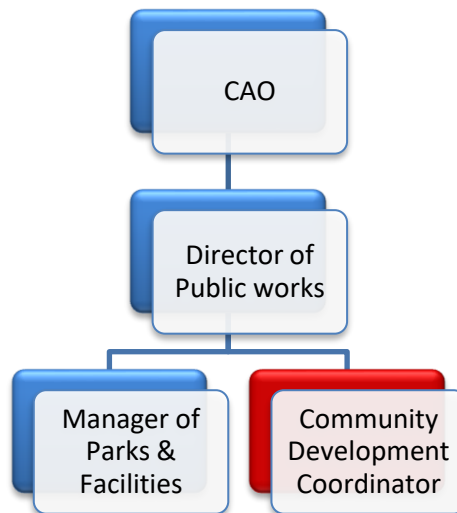 CAO
Director of
Public works
Manager of
Parks &
Facilities
Community
Development
Coordinator